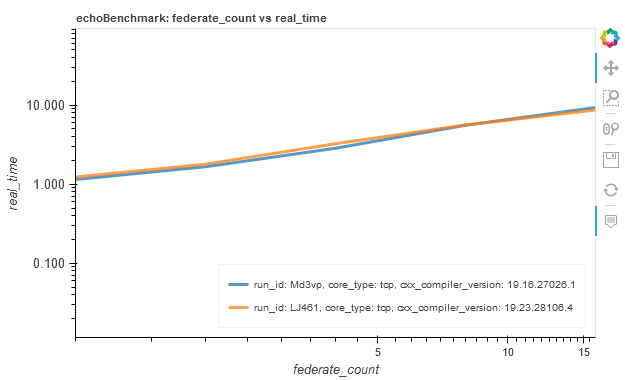 echoBenchmark: federate_count vs real_time
10.000
1.000
0.100
real_time
run_id: Md3vp, core_type: tcp, cxx_compiler_version: 19.16.27026.1
run_id: LJ461, core_type: tcp, cxx_compiler_version: 19.23.28106.4
5
10
15
federate_count